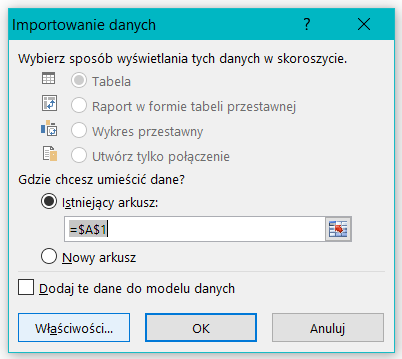 Importowanie danych
Wybierz sposób wyświetlania tych danych w skoroszycie.
Tabela
Raport w formie tabeli przestawnej
Wykres przestawny
Utwórz tylko połączenie
Gdzie chcesz umieścić dane?
Istniejący arkusz:
=$A$1
Nowy arkusz
Dodaj te dane do modelu danych
Właściwości... OK Anuluj